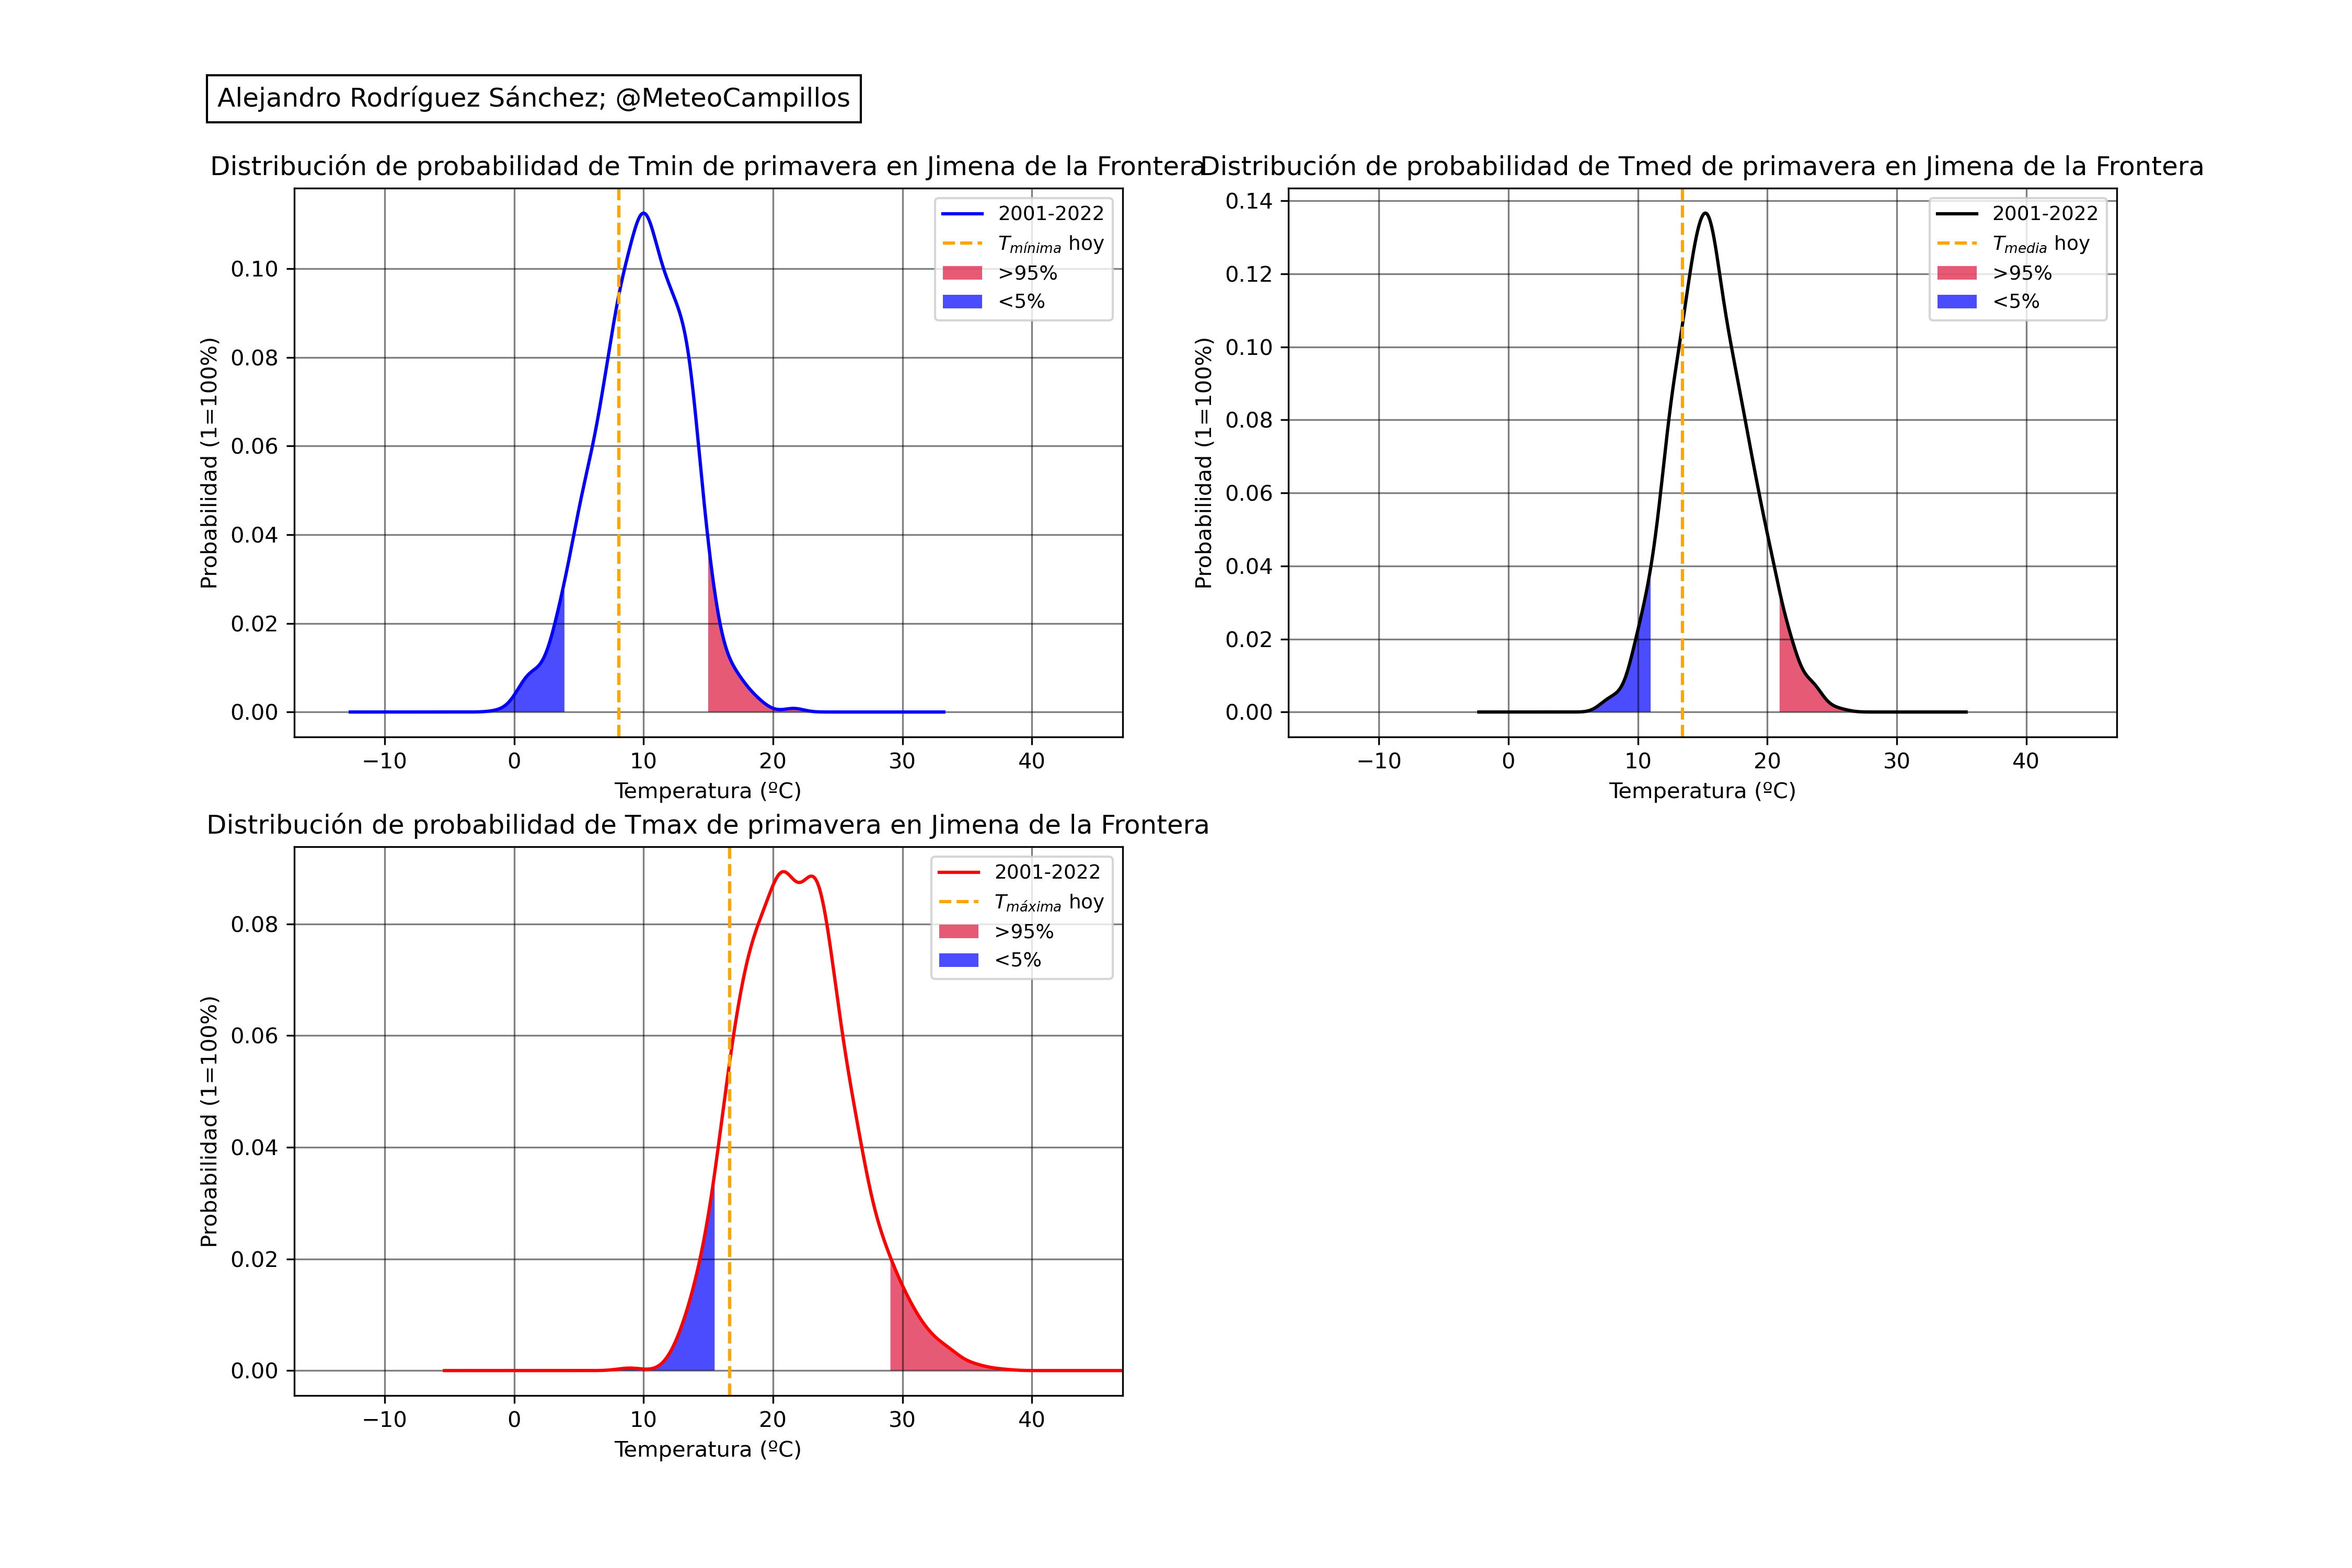 Alejandro Rodríguez Sánchez; @MeteoCampillos
Distribución de probabilidad de Tmin de primavera en Jimena de la Frontera
2001-2022
Tmínima hoy
>95%
<5%
0.10
0.08
0.06
0.04
0.02
0.00
Probabilidad (1=100%)
−10 0 10 20 30 40
Temperatura (ºC)
Distribución de probabilidad de Tmed de primavera en Jimena de la Frontera
2001-2022
Tmedia hoy
>95%
<5%
0.14
0.12
0.10
0.08
0.06
0.04
0.02
0.00
Probabilidad (1=100%)
−10 0 10 20 30 40
Temperatura (ºC)
Distribución de probabilidad de Tmax de primavera en Jimena de la Frontera
2001-2022
Tmáxima hoy
>95%
<5%
0.08
0.06
0.04
0.02
0.00
Probabilidad (1=100%)
−10 0 10 20 30 40
Temperatura (ºC)